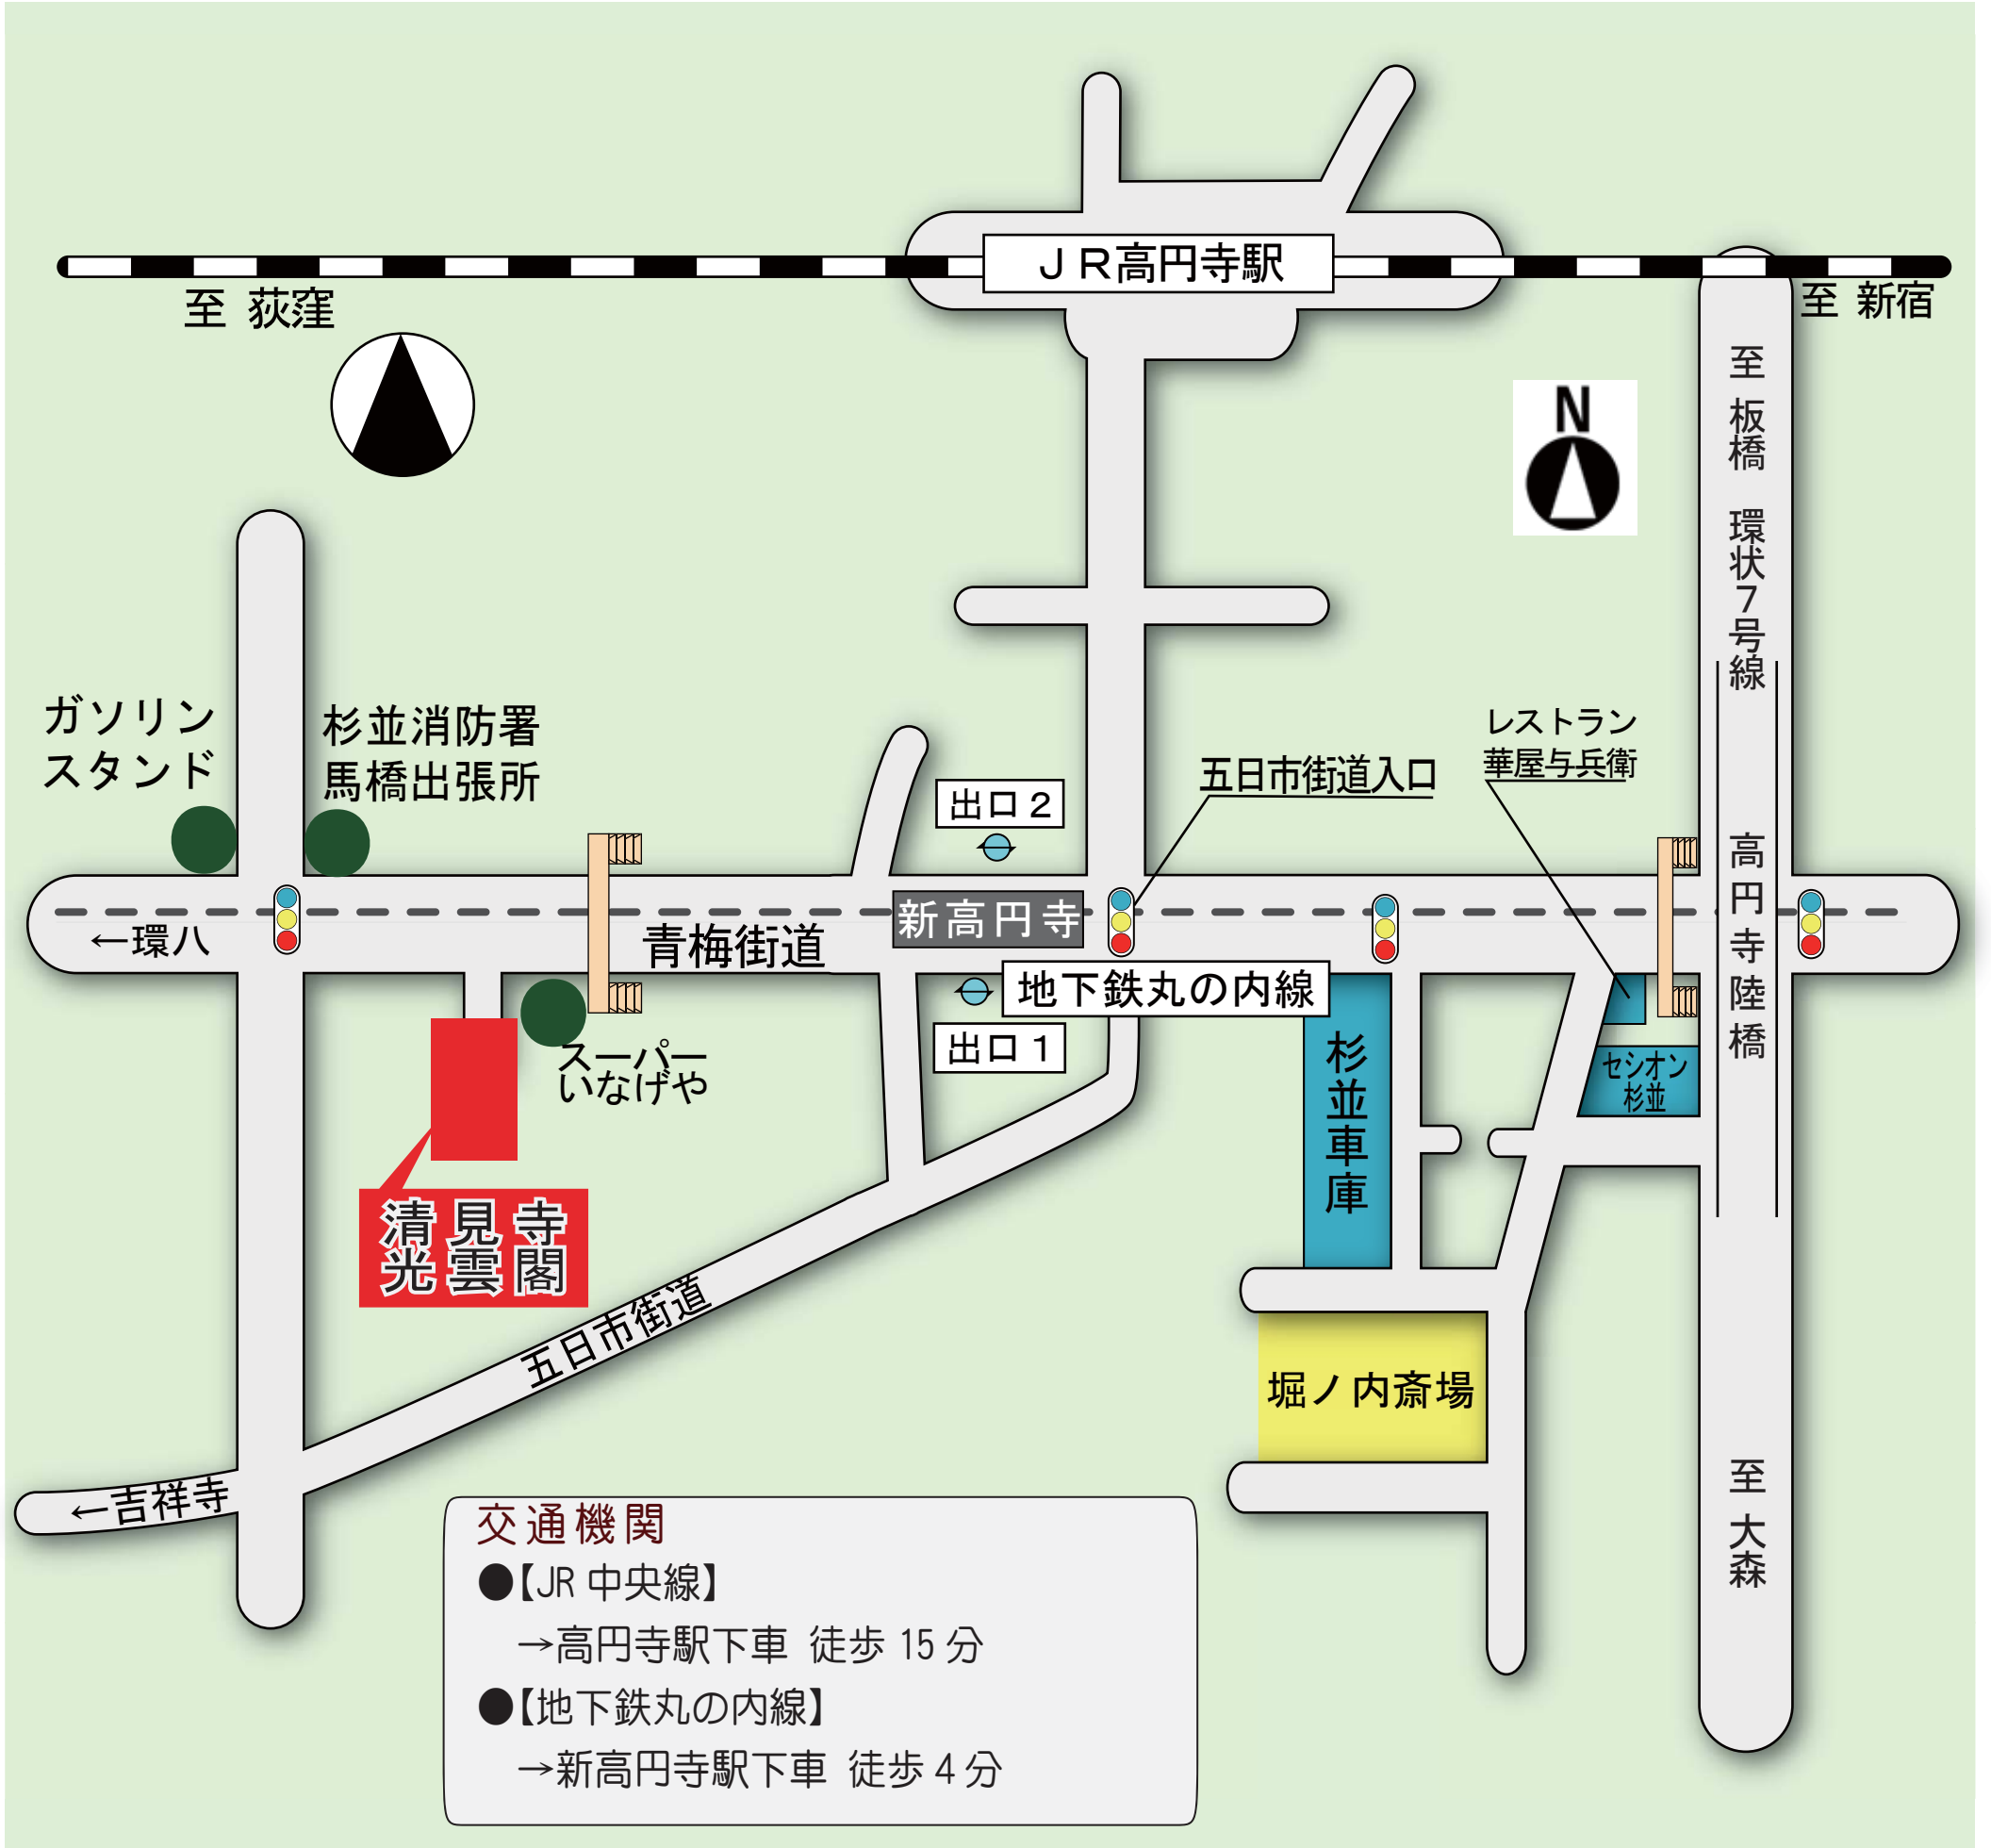 ＪＲ高円寺駅
至 荻窪
至 新宿
N
至 板橋 環状7号線
ガソリン
スタンド
杉並消防署
馬橋出張所
レストラン
華屋与兵衛
五日市街道入口
出口2
高円寺陸橋
新高円寺
←環八
青梅街道
地下鉄丸の内線
出口1
スーパー
いなげや
杉並車庫
セシオン
杉並
清見寺
光雲閣
五日市街道
堀ノ内斎場
←吉祥寺
至 大森
交通機関
●【JR 中央線】
→高円寺駅下車 徒歩 15 分
●【地下鉄丸の内線】
→新高円寺駅下車 徒歩 4 分